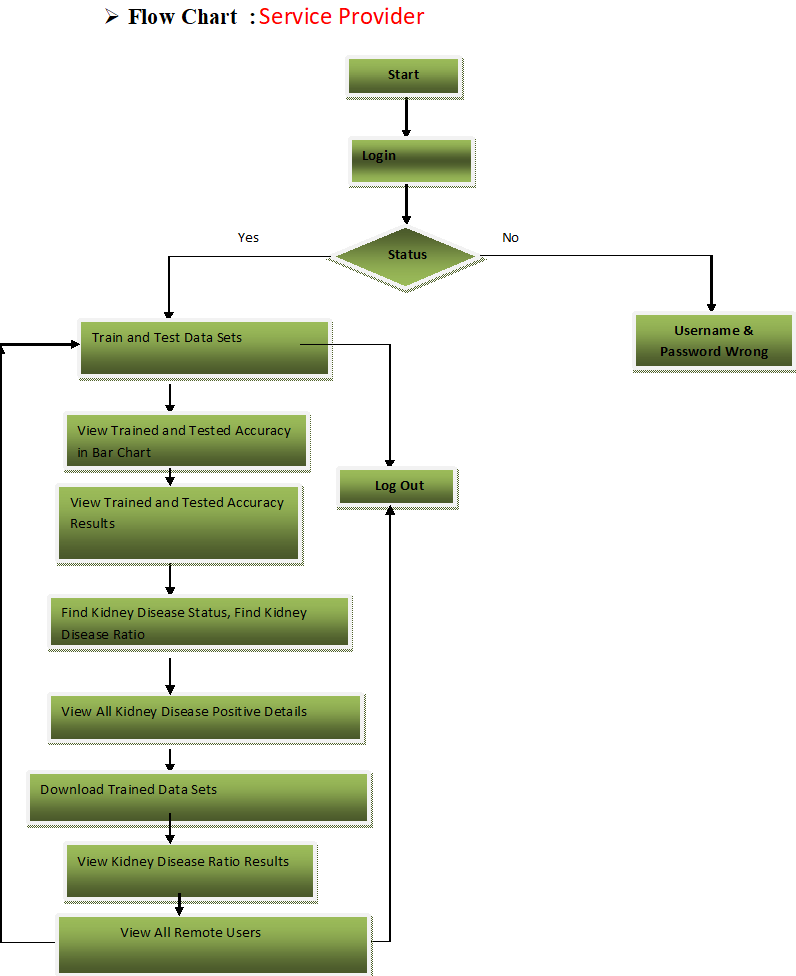 ➢ Flow Chart : Service Provider
Start
Login
Status
Yes
No
Train and Test Data Sets
Username &
Password Wrong
View Trained and Tested Accuracy
in Bar Chart
Log Out
View Trained and Tested Accuracy
Results
Find Kidney Disease Status, Find Kidney
Disease Ratio
View All Kidney Disease Positive Details
Download Trained Data Sets
View Kidney Disease Ratio Results
View All Remote Users